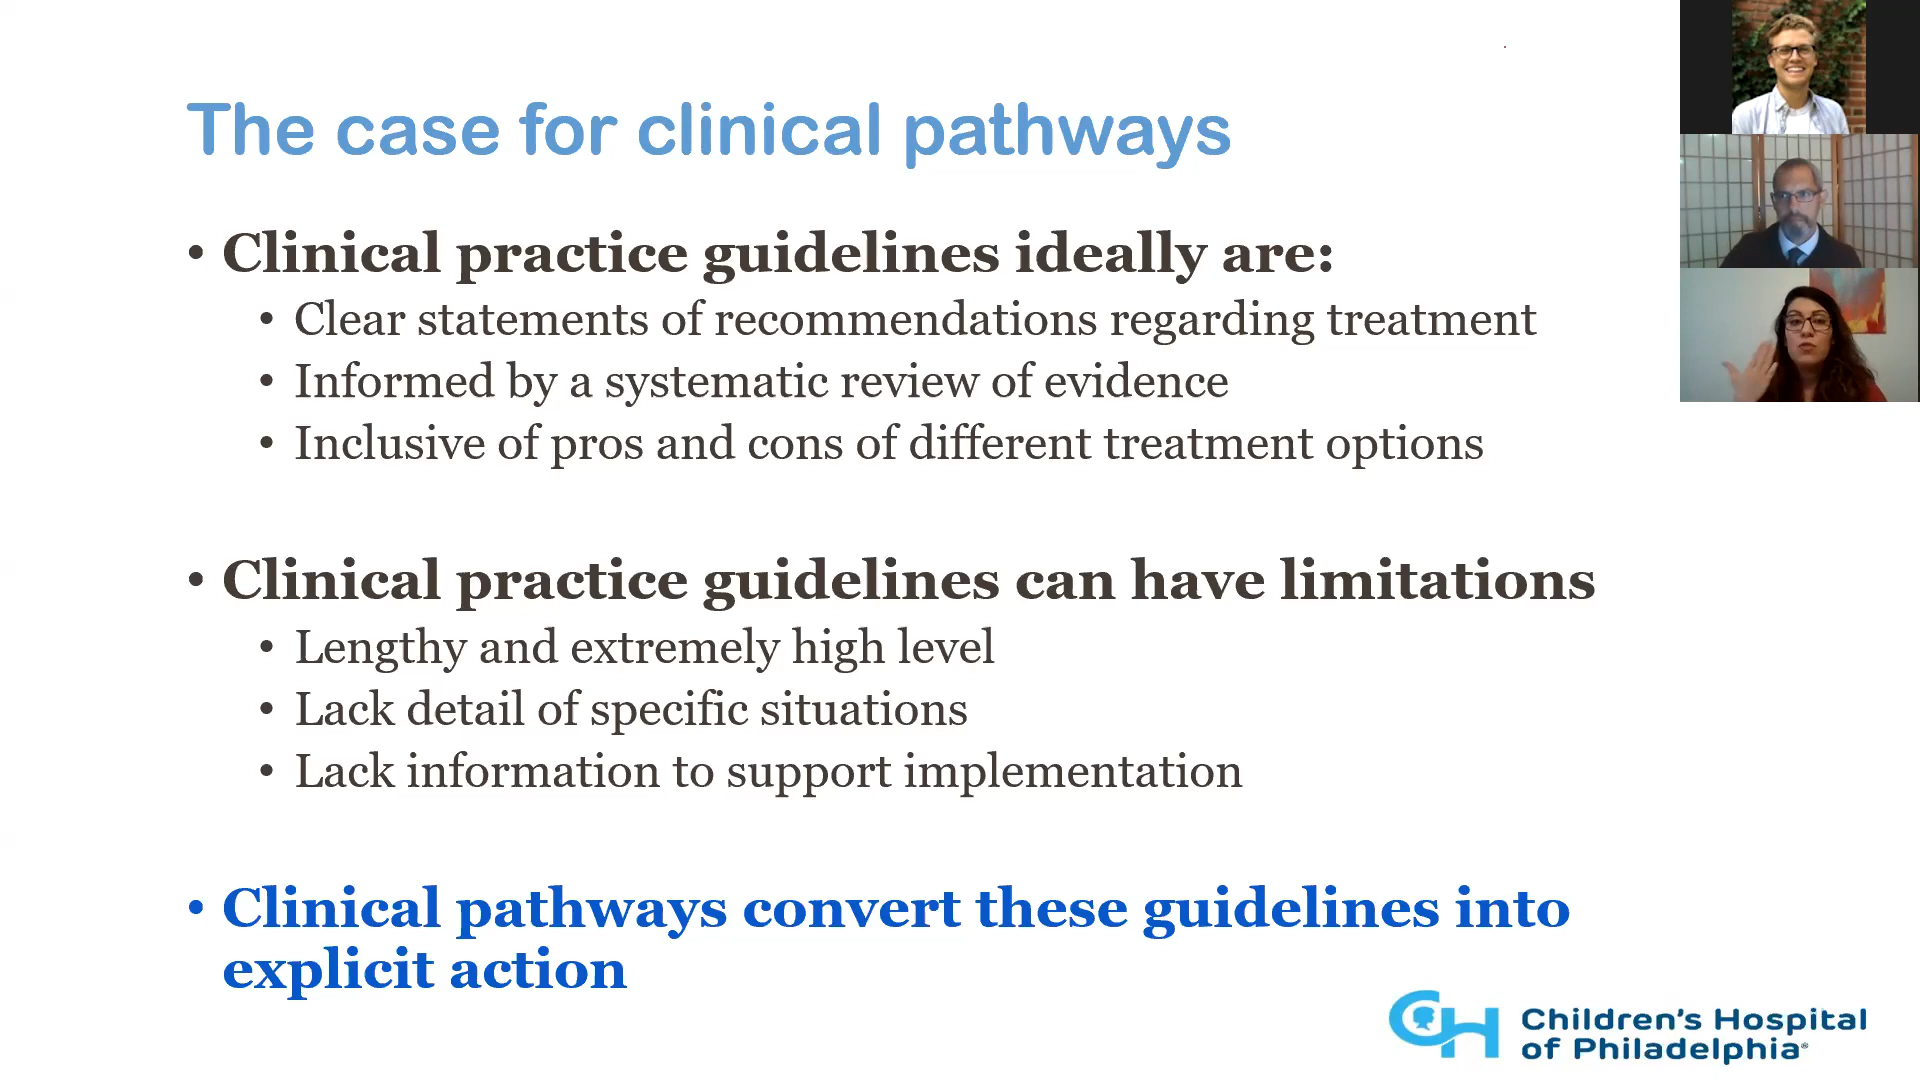 The case for clinical pathways
• Clinical practice guidelines ideally are:
• Clear statements of recommendations regarding treatment
• Informed by a systematic review of evidence
• Inclusive of pros and cons of different treatment options
• Clinical practice guidelines can have limitations
• Lengthy and extremely high level
• Lack detail of specific situations
• Lack information to support implementation
• Clinical pathways convert these guidelines into
explicit action
CH Children's Hospital
of Philadelphia®